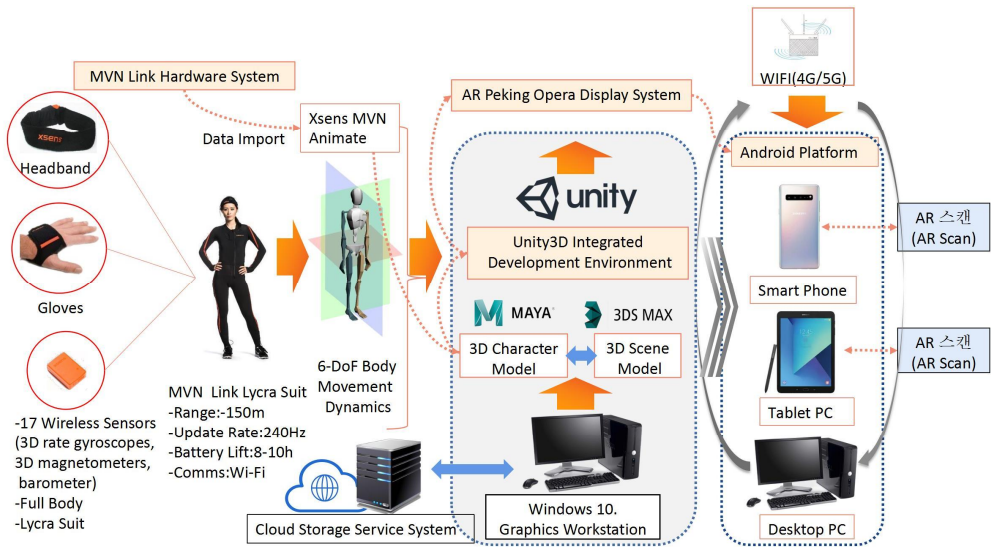 MVN Link Hardware System
xsens
Headband
Gloves
-17 Wireless Sensors
(3D rate gyroscopes,
3D magnetometers,
barometer)
-Full Body
-Lycra Suit
Data Import
Xsens MVN
Animate
MVN Link Lycra Suit
-Range:-150m
-Update Rate:240Hz
-Battery Lift:8-10h
-Comms:Wi-Fi
6-DoF Body
Movement
Dynamics
Cloud Storage Service System
AR Peking Opera Display System
unity
Unity3D Integrated
Development Environment
MAYA®
3DS MAX
3D Character
Model
3D Scene
Model
Windows 10.
Graphics Workstation
WIFI(4G/5G)
Android Platform
Smart Phone
Tablet PC
Desktop PC
AR 스캔
(AR Scan)
AR 스캔
(AR Scan)